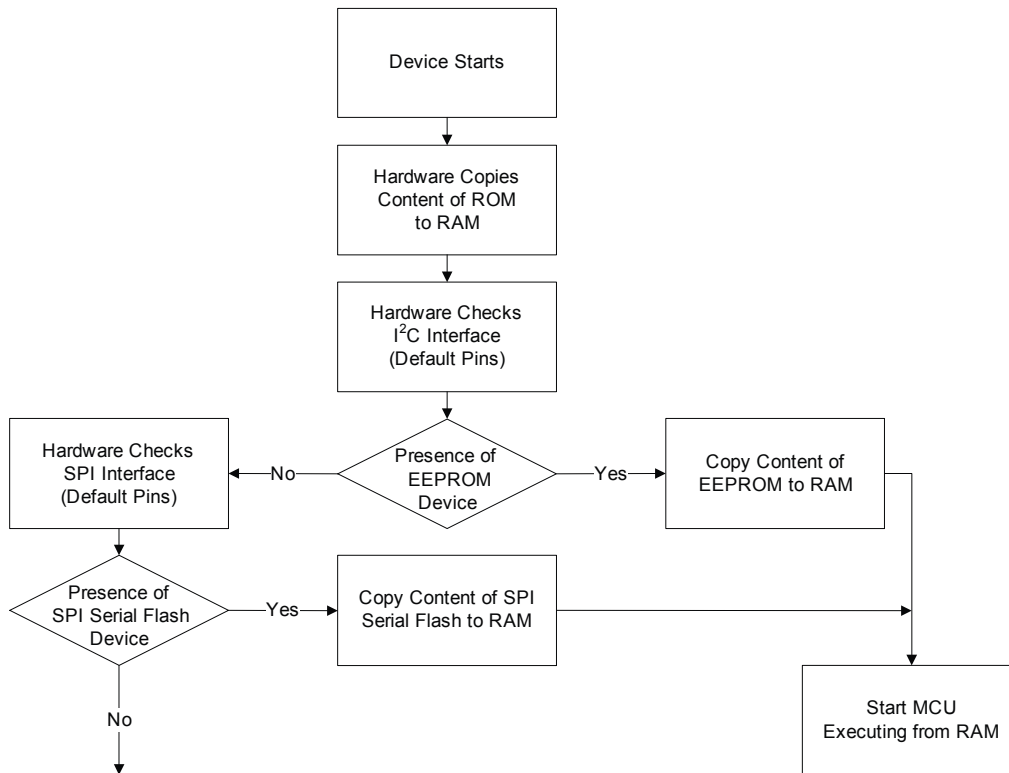 Device Starts
Hardware Copies
Content of ROM
to RAM
Hardware Checks
I²C Interface
(Default Pins)
Presence of
EEPROM
Device
No
Yes
Hardware Checks
SPI Interface
(Default Pins)
Copy Content of
EEPROM to RAM
Presence of
SPI Serial Flash
Device
Yes
Copy Content of SPI
Serial Flash to RAM
No
Start MCU
Executing from RAM